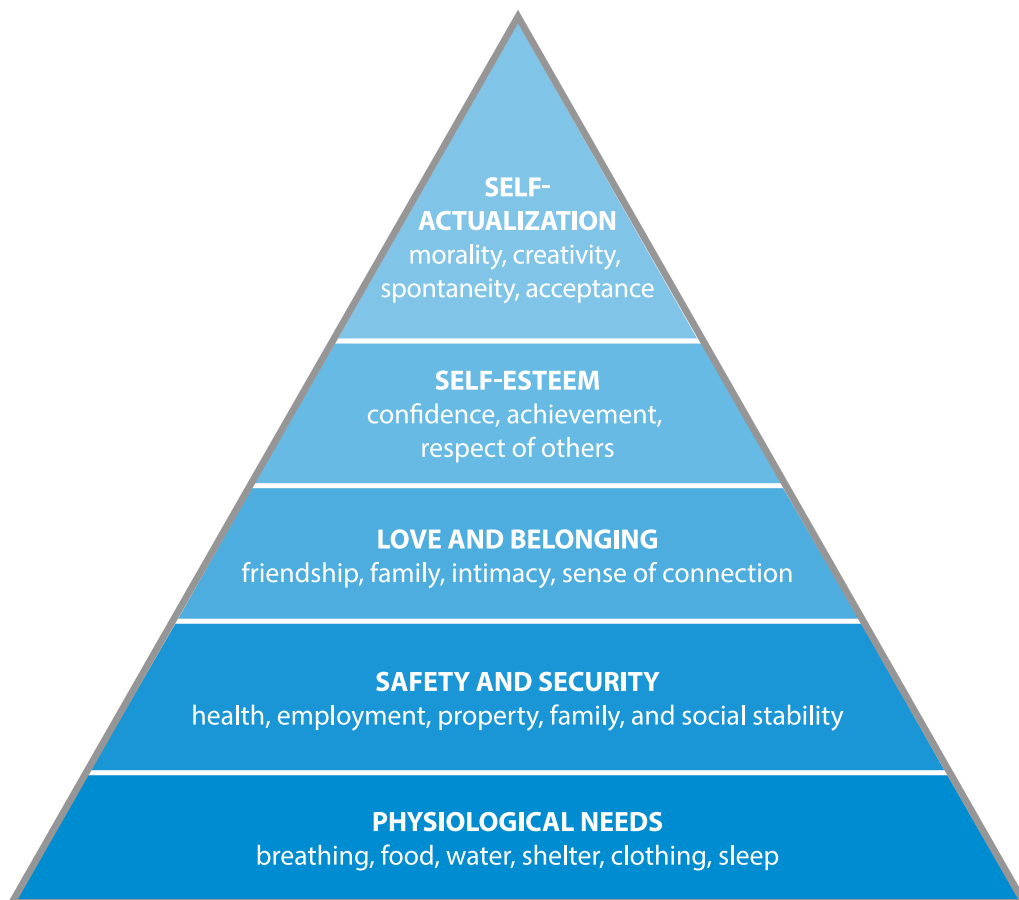 SELF-
ACTUALIZATION
morality, creativity,
spontaneity, acceptance
SELF-ESTEEM
confidence, achievement,
respect of others
LOVE AND BELONGING
friendship, family, intimacy, sense of connection
SAFETY AND SECURITY
health, employment, property, family, and social stability
PHYSIOLOGICAL NEEDS
breathing, food, water, shelter, clothing, sleep